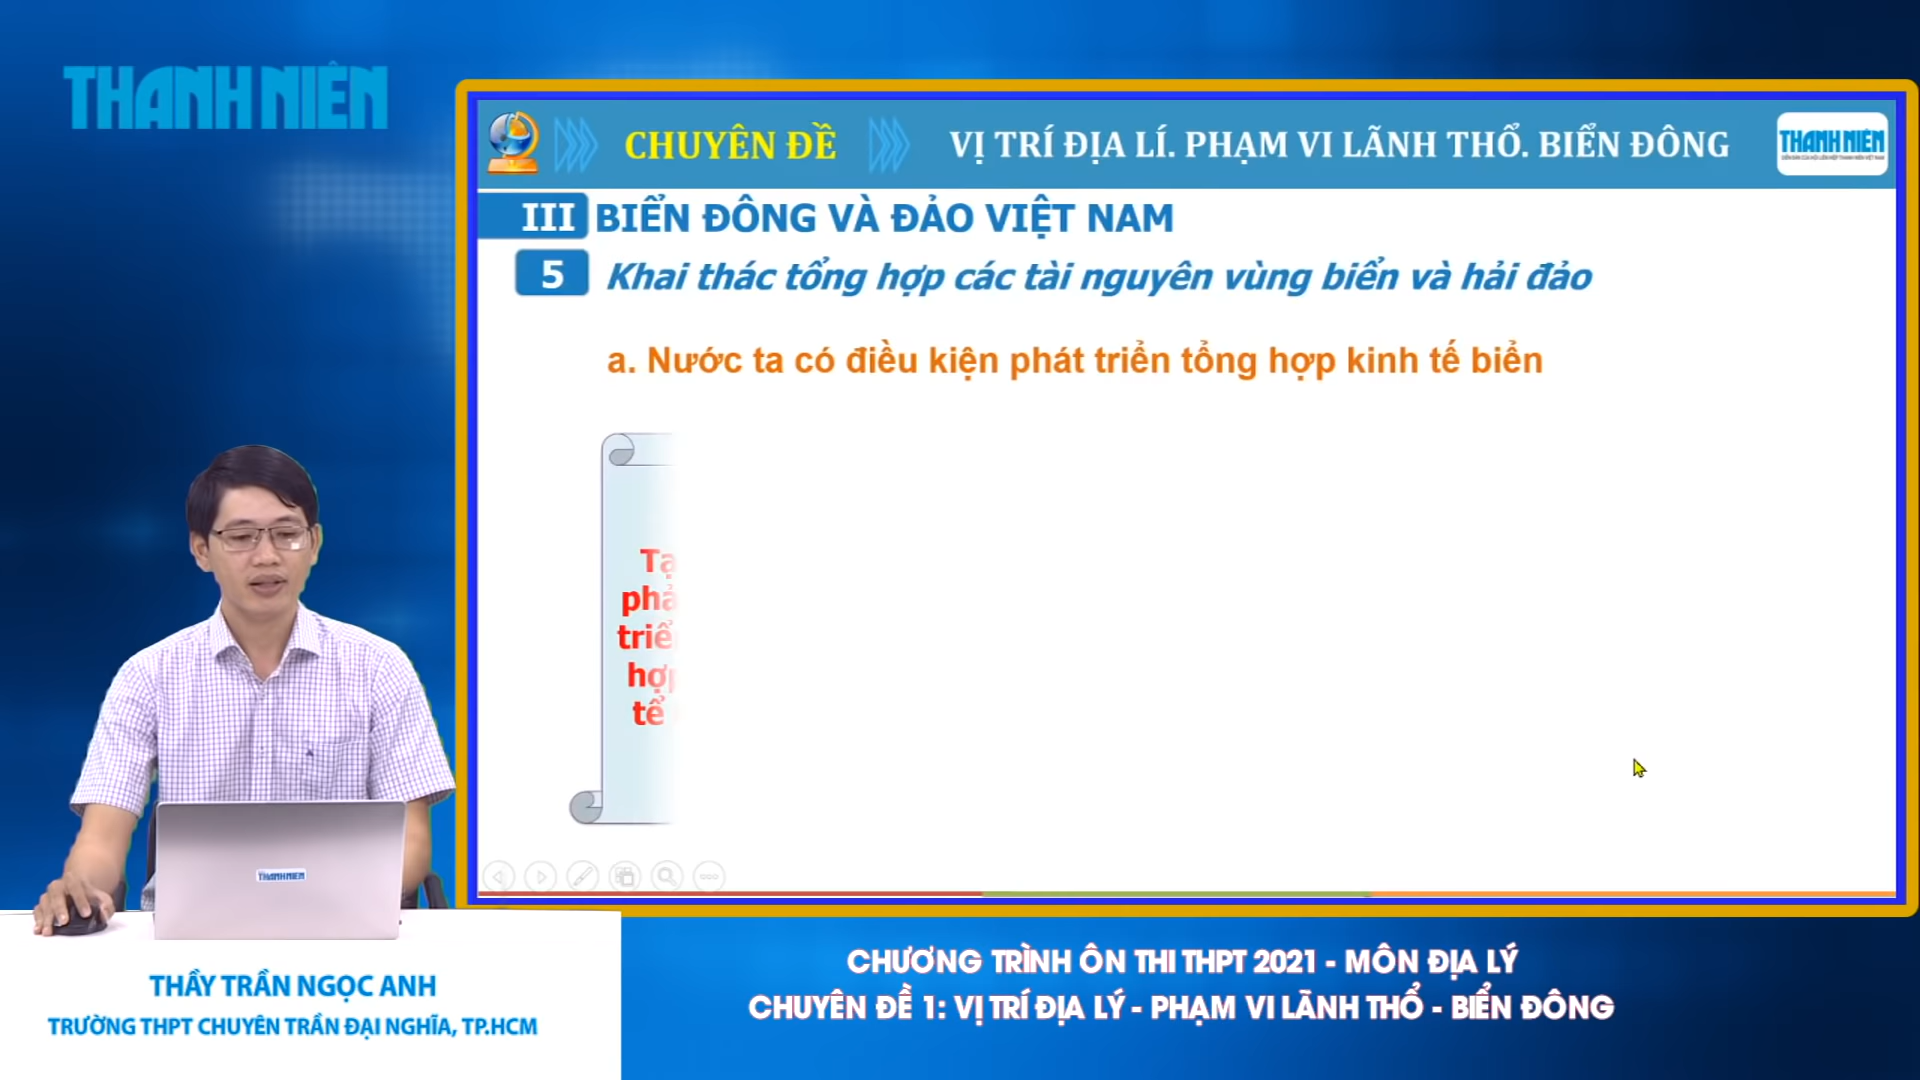 THANH NIÊN
CHUYÊN ĐỀ
VỊ TRÍ ĐỊA LÍ. PHẠM VI LÃNH THỔ. BIỂN ĐÔNG
THANH NIÊN
III BIỂN ĐÔNG VÀ ĐẢO VIỆT NAM
5 Khai thác tổng hợp các tài nguyên vùng biển và hải đảo
a. Nước ta có điều kiện phát triển tổng hợp kinh tế biển
THANH NIÊN
THẦY TRẦN NGỌC ANH
TRƯỜNG THPT CHUYÊN TRẦN ĐẠI NGHĨA, TP.HCM
CHƯƠNG TRÌNH ÔN THI THPT 2021 - MÔN ĐỊA LÝ
CHUYÊN ĐỀ 1: VỊ TRÍ ĐỊA LÝ - PHẠM VI LÃNH THỔ - BIỂN ĐÔNG